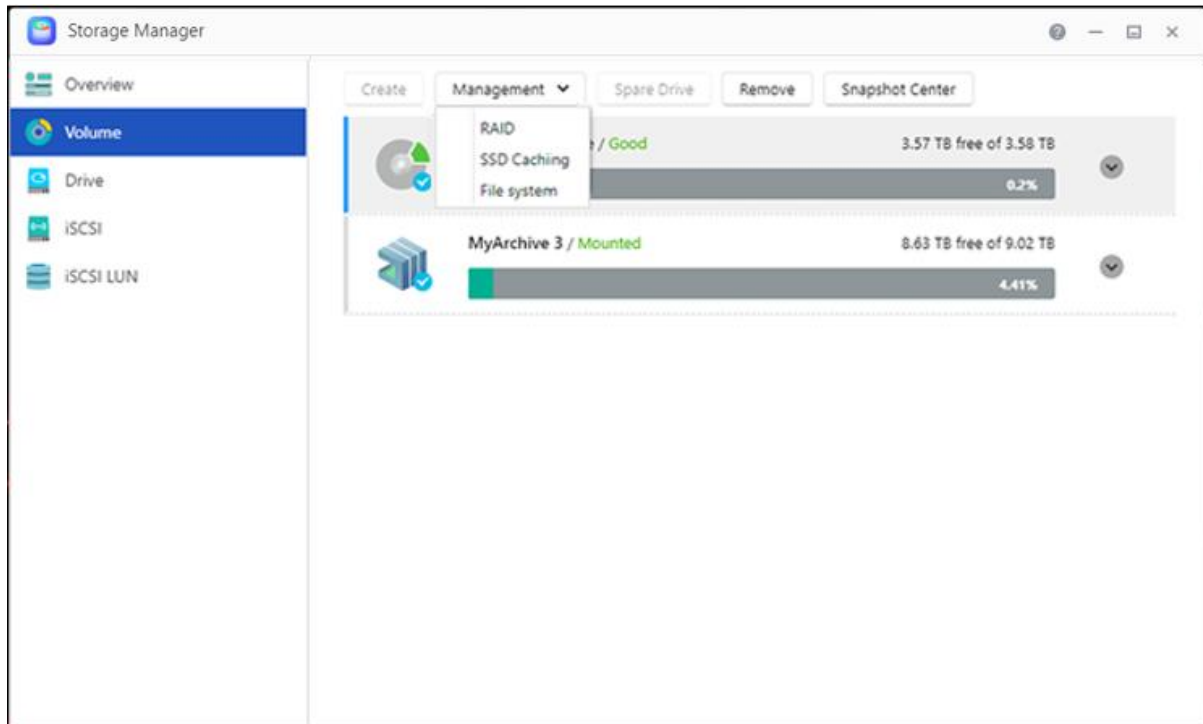 Storage Manager
Overview
Volume
Drive
iSCSI
iSCSI LUN
Create Management Spare Drive Remove Snapshot Center
RAID
SSD Cachiing
File system
/ Good 3.57 TB free of 3.58 TB
0.2%
MyArchive 3 / Mounted 8.63 TB free of 9.02 TB
4.41%